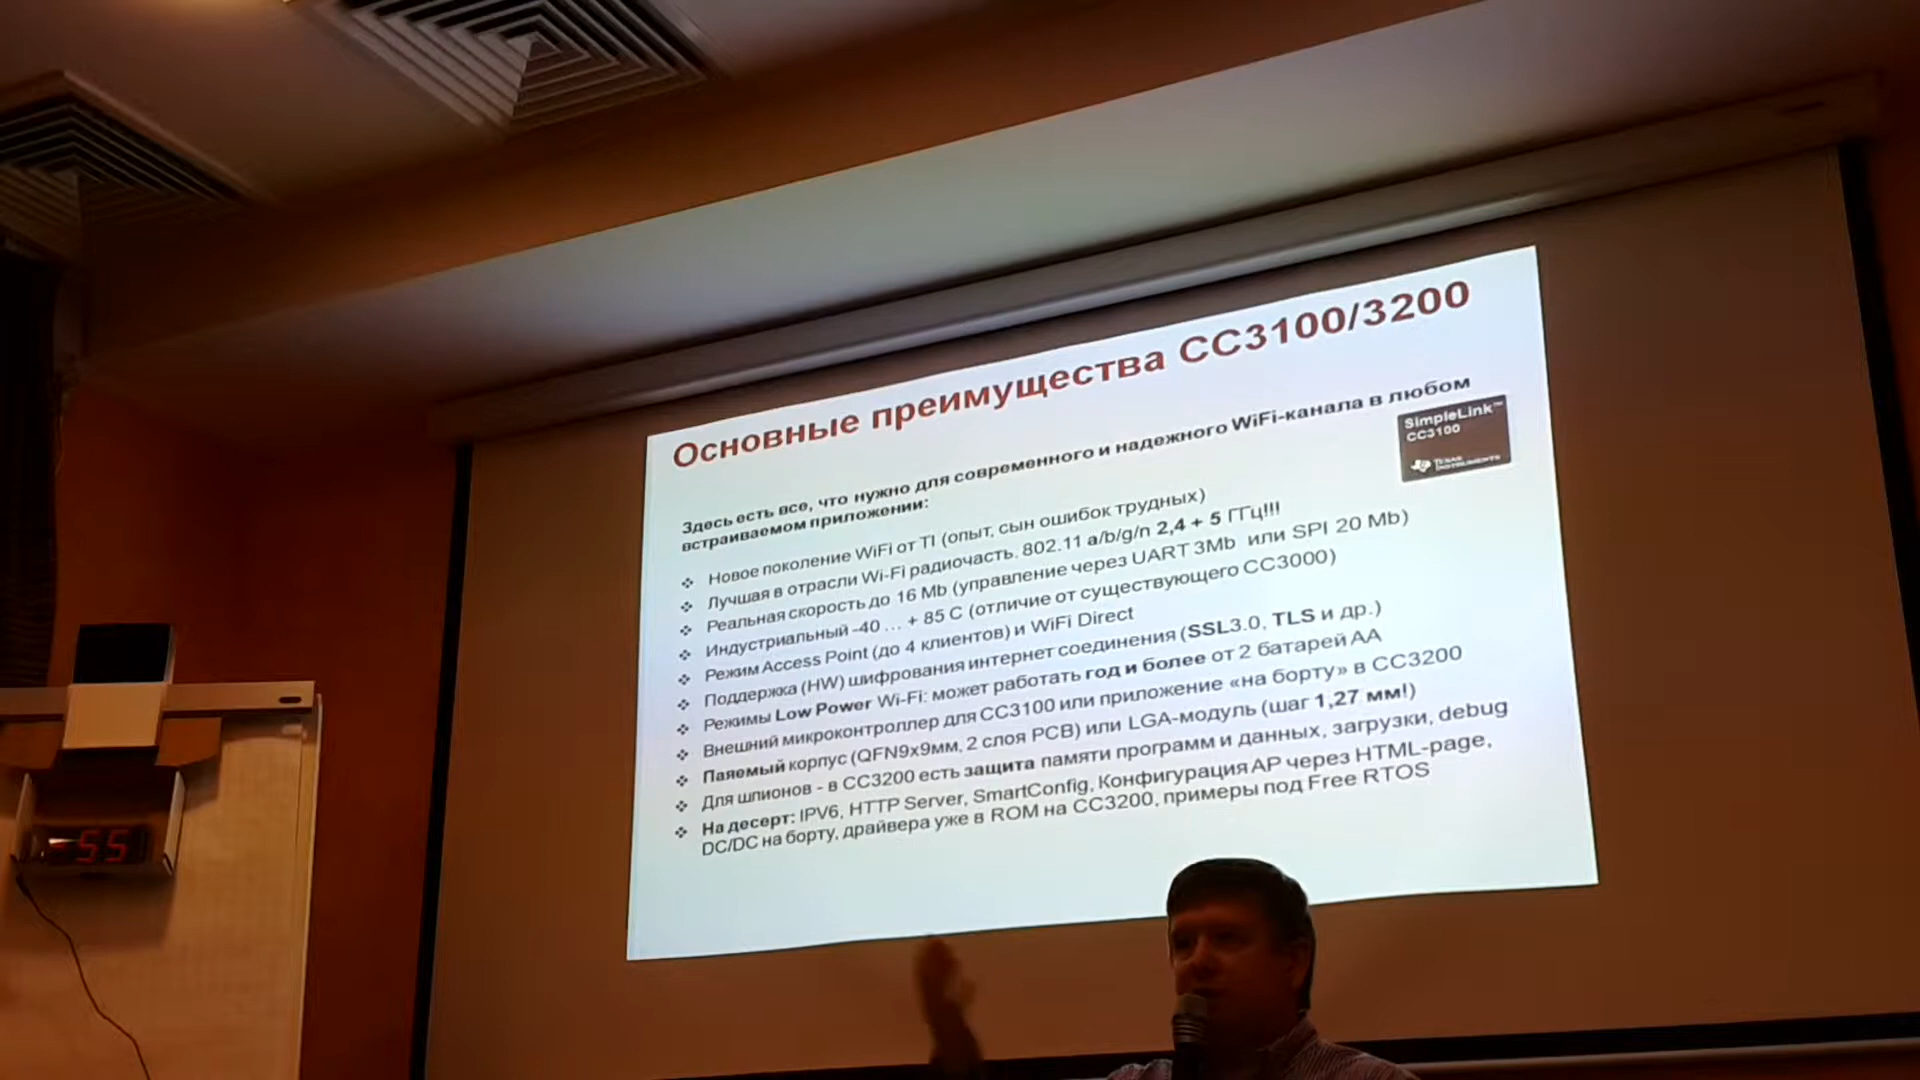 Основные преимущества CC3100/3200
Здесь есть все, что нужно для современного и надежного WiFi-канала в любом
встраиваемом приложении:
SimpleLink™
CC3100
TEXAS
INSTRUMENTS
❖ Новое поколение WiFi от TI (опыт, сын ошибок трудных)
❖ Лучшая в отрасли Wi-Fi радиочасть. 802.11 a/b/g/n 2,4 + 5 ГГц!!!
❖ Реальная скорость до 16 Mb (управление через UART 3Mb или SPI 20 Mb)
❖ Индустриальный -40 ... + 85 С (отличие от существующего CC3000)
❖ Режим Access Point (до 4 клиентов) и WiFi Direct
❖ Поддержка (HW) шифрования интернет соединения (SSL3.0, TLS и др.)
❖ Режимы Low Power Wi-Fi: может работать год и более от 2 батарей AA
❖ Внешний микроконтроллер для CC3100 или приложение «на борту» в CC3200
❖ Паяемый корпус (QFN9x9мм, 2 слоя PCB) или LGA-модуль (шаг 1,27 мм!)
❖ Для шпионов - в CC3200 есть защита памяти программ и данных, загрузки, debug
❖ На десерт: IPV6, HTTP Server, SmartConfig, Конфигурация AP через HTML-page,
DC/DC на борту, драйвера уже в ROM на CC3200, примеры под Free RTOS
55